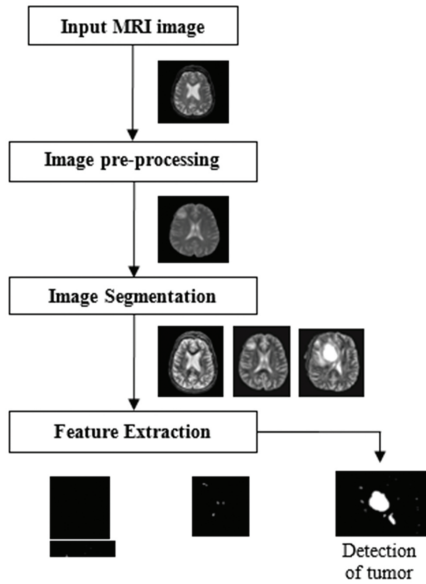 Input MRI image
Image pre-processing
Image Segmentation
Feature Extraction
Detection
of tumor